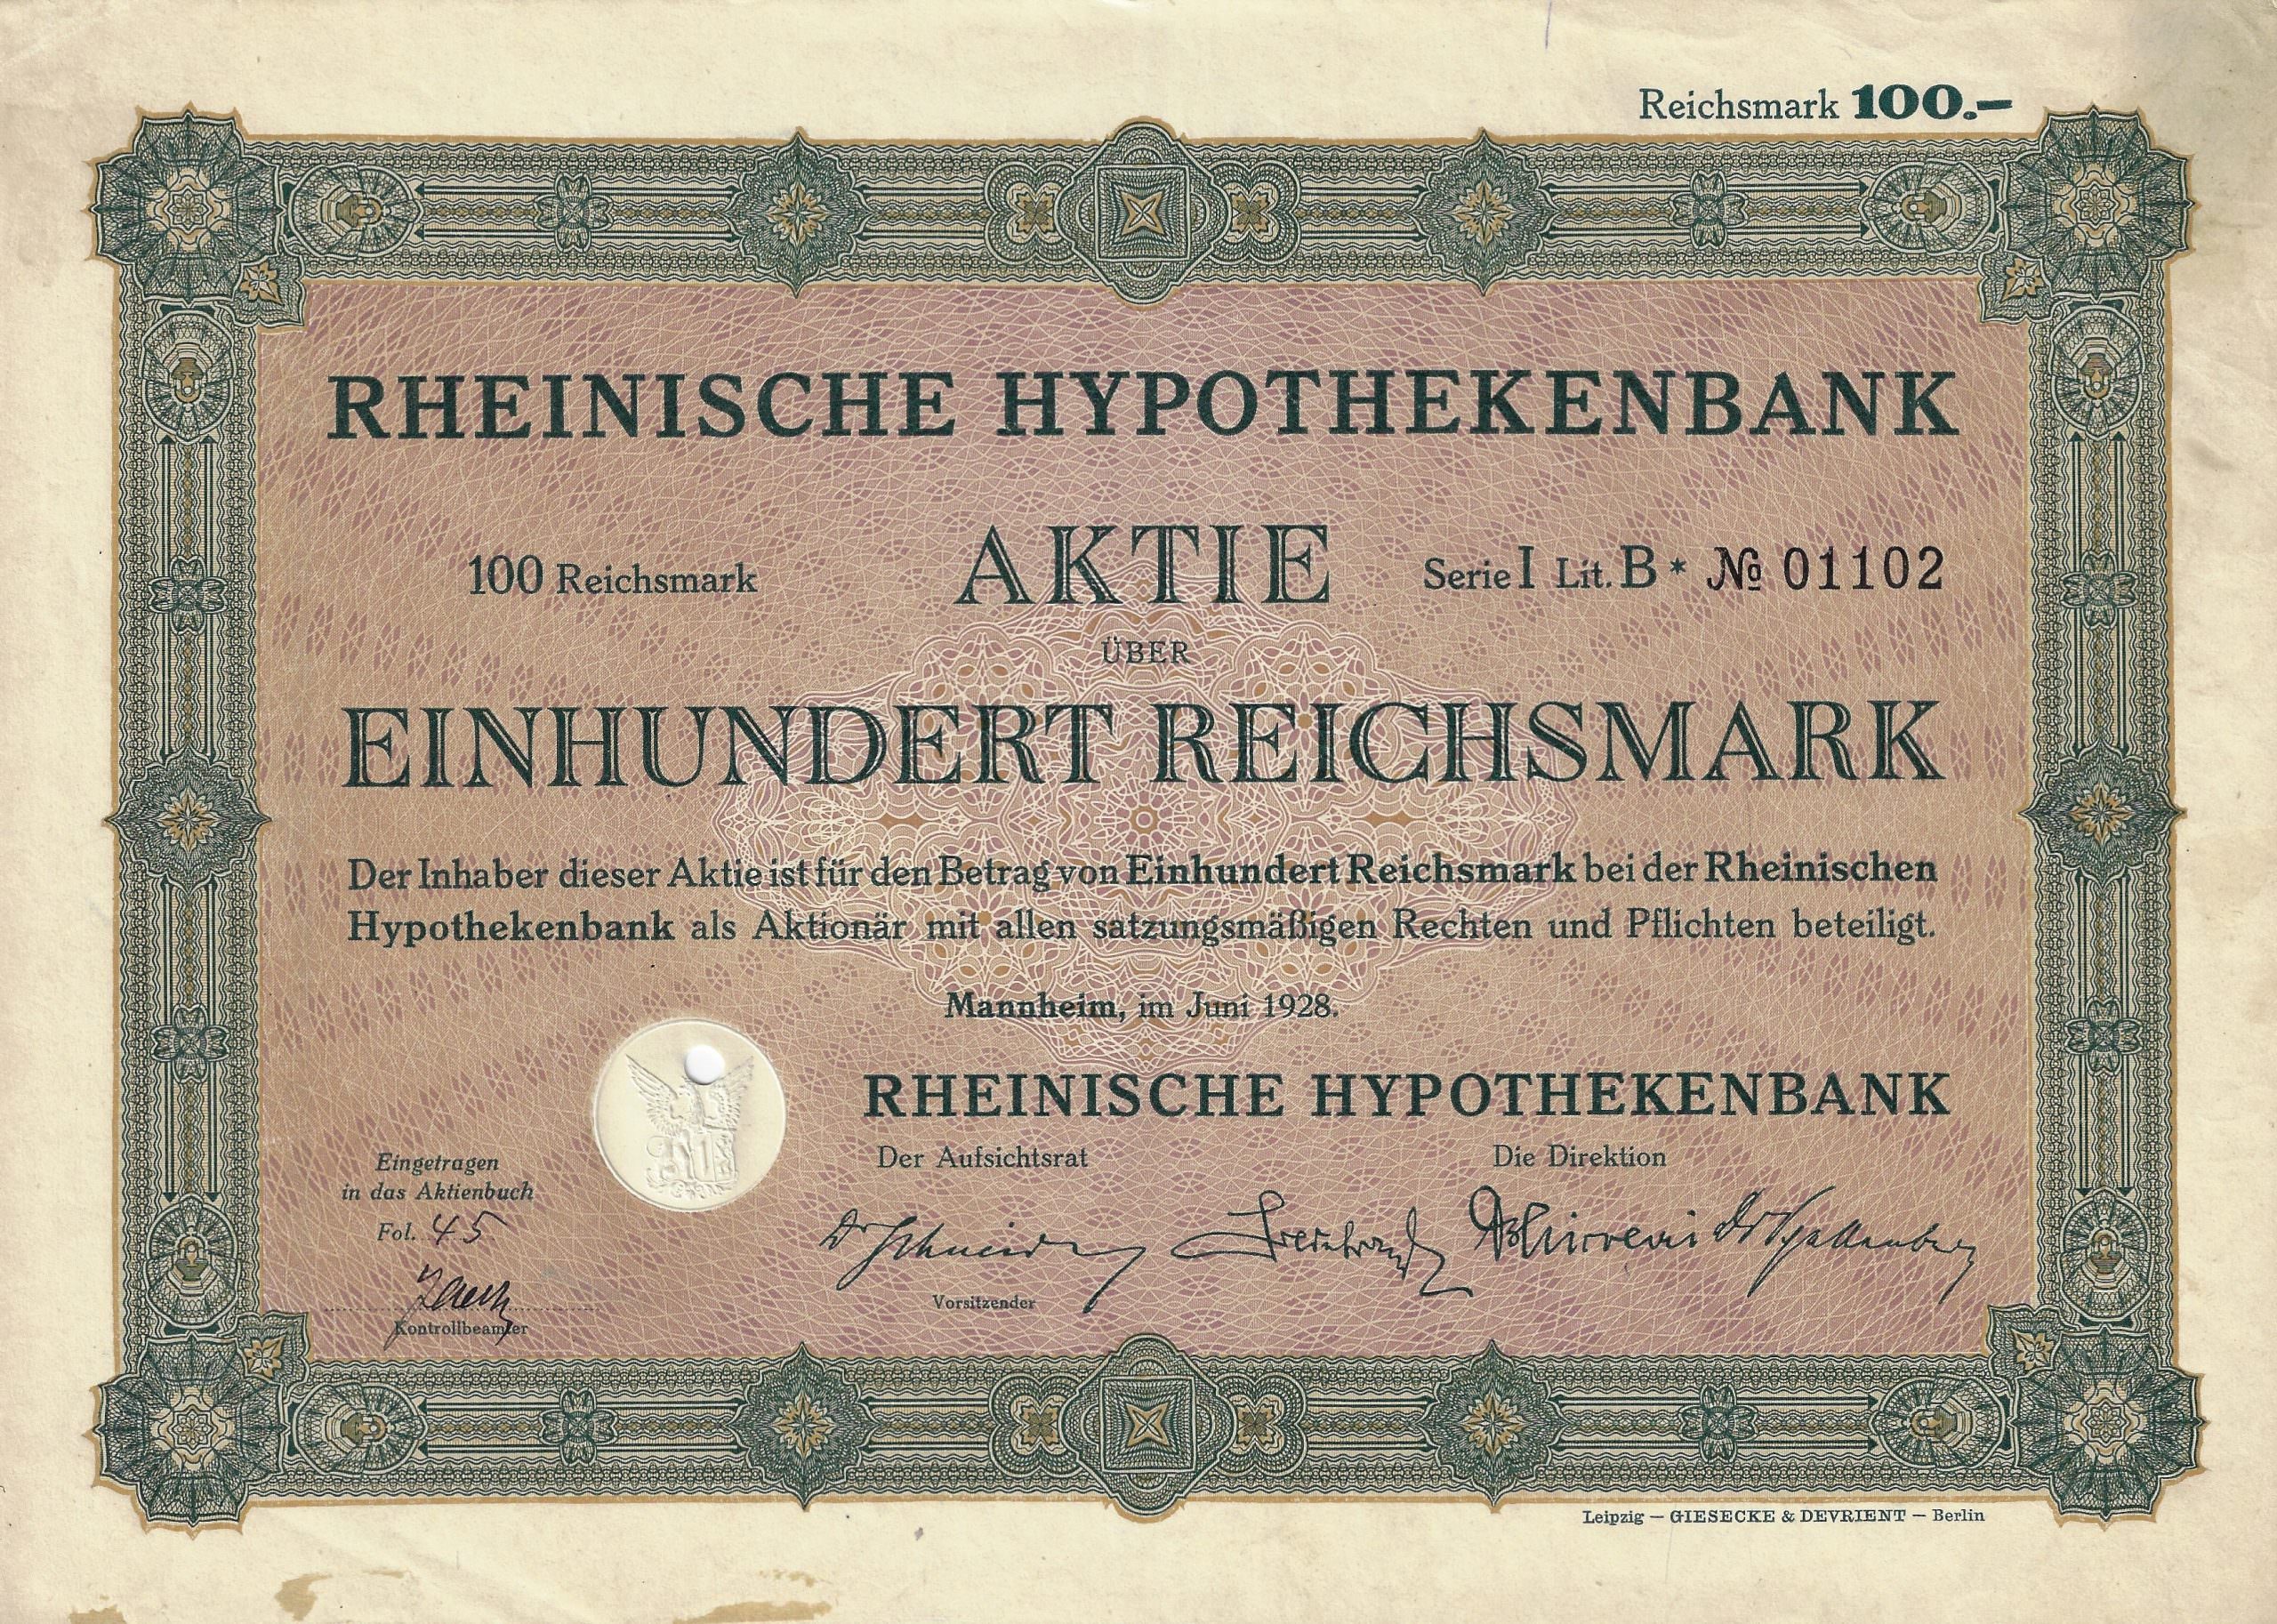 Reichsmark 100.–
RHEINISCHE HYPOTHEKENBANK
100 Reichsmark AKTIE Serie I Lit. B * № 01102
ÜBER
EINHUNDERT REICHSMARK
Der Inhaber dieser Aktie ist für den Betrag von Einhundert Reichsmark bei der Rheinischen
Hypothekenbank als Aktionär mit allen satzungsmäßigen Rechten und Pflichten beteiligt.
Mannheim, im Juni 1928.
RHEINISCHE HYPOTHEKENBANK
Der Aufsichtsrat Die Direktion
Eingetragen
in das Aktienbuch
Fol. 45
Dr Schneider
Vorsitzender
Kontrollbeamter
Leipzig — GIESECKE & DEVRIENT — Berlin